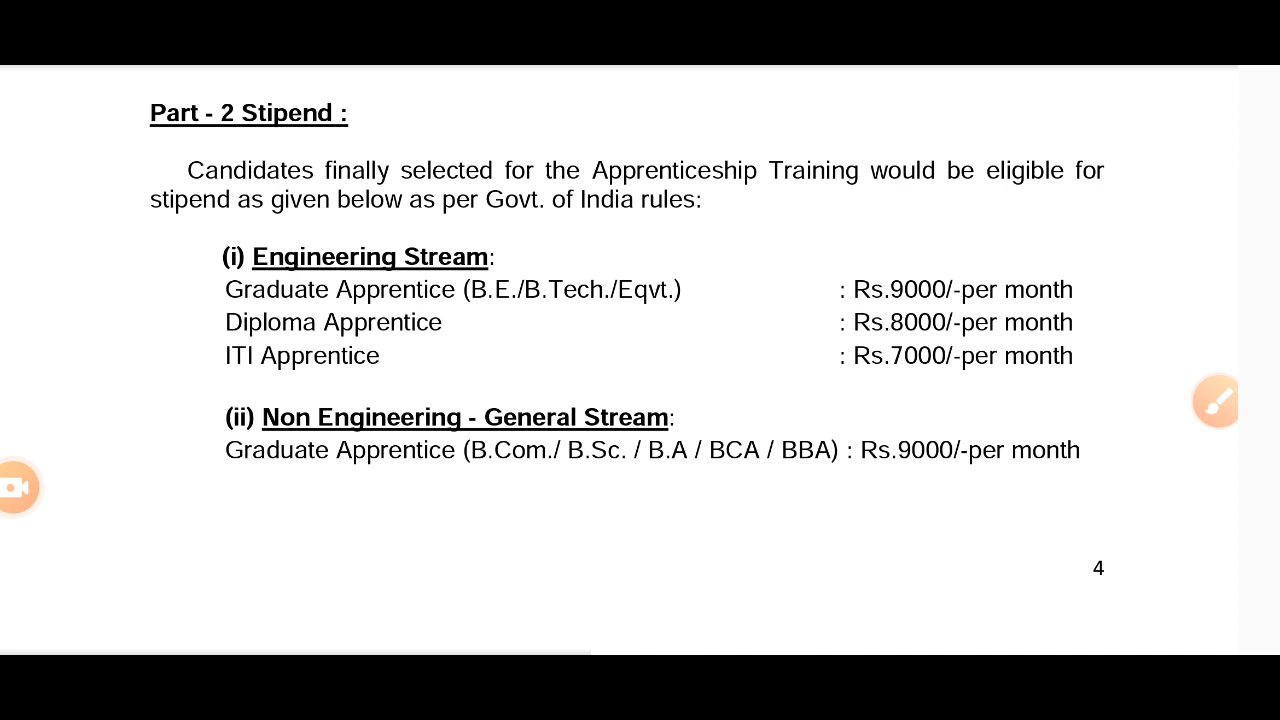 Part - 2 Stipend :
Candidates finally selected for the Apprenticeship Training would be eligible for
stipend as given below as per Govt. of India rules:
(i) Engineering Stream:
Graduate Apprentice (B.E./B.Tech./Eqvt.) : Rs.9000/-per month
Diploma Apprentice : Rs.8000/-per month
ITI Apprentice : Rs.7000/-per month
(ii) Non Engineering - General Stream:
Graduate Apprentice (B.Com./ B.Sc. / B.A / BCA / BBA) : Rs.9000/-per month
4